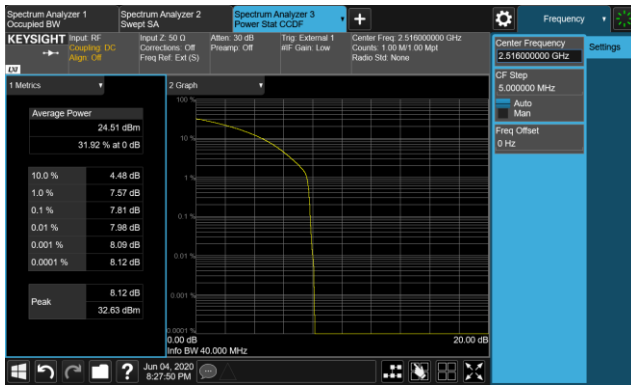 Spectrum Analyzer 1
Occupied BW
Spectrum Analyzer 2
Swept SA
Spectrum Analyzer 3
Power Stat CCDF
Frequency
KEYSIGHT
Input: RF
Coupling: DC
Align: Off
Input Z: 50 Ω
Corrections: Off
Freq Ref: Ext (S)
Atten: 30 dB
Preamp: Off
Trig: External 1
#IF Gain: Low
Center Freq: 2.516000000 GHz
Counts: 1.00 M/1.00 Mpt
Radio Std: None
LXI
Center Frequency
2.516000000 GHz
Settings
CF Step
5.000000 MHz
Auto
Man
Freq Offset
0 Hz
1 Metrics
Average Power
24.51 dBm
31.92 % at 0 dB
10.0 % 4.48 dB
1.0 % 7.57 dB
0.1 % 7.81 dB
0.01 % 7.98 dB
0.001 % 8.09 dB
0.0001 % 8.12 dB
Peak
8.12 dB
32.63 dBm
2 Graph
100 %
10 %
1 %
0.1 %
0.01 %
0.001 %
0.0001 %
0.00 dB
20.00 dB
Info BW 40.000 MHz
?
Jun 04, 2020
8:27:50 PM